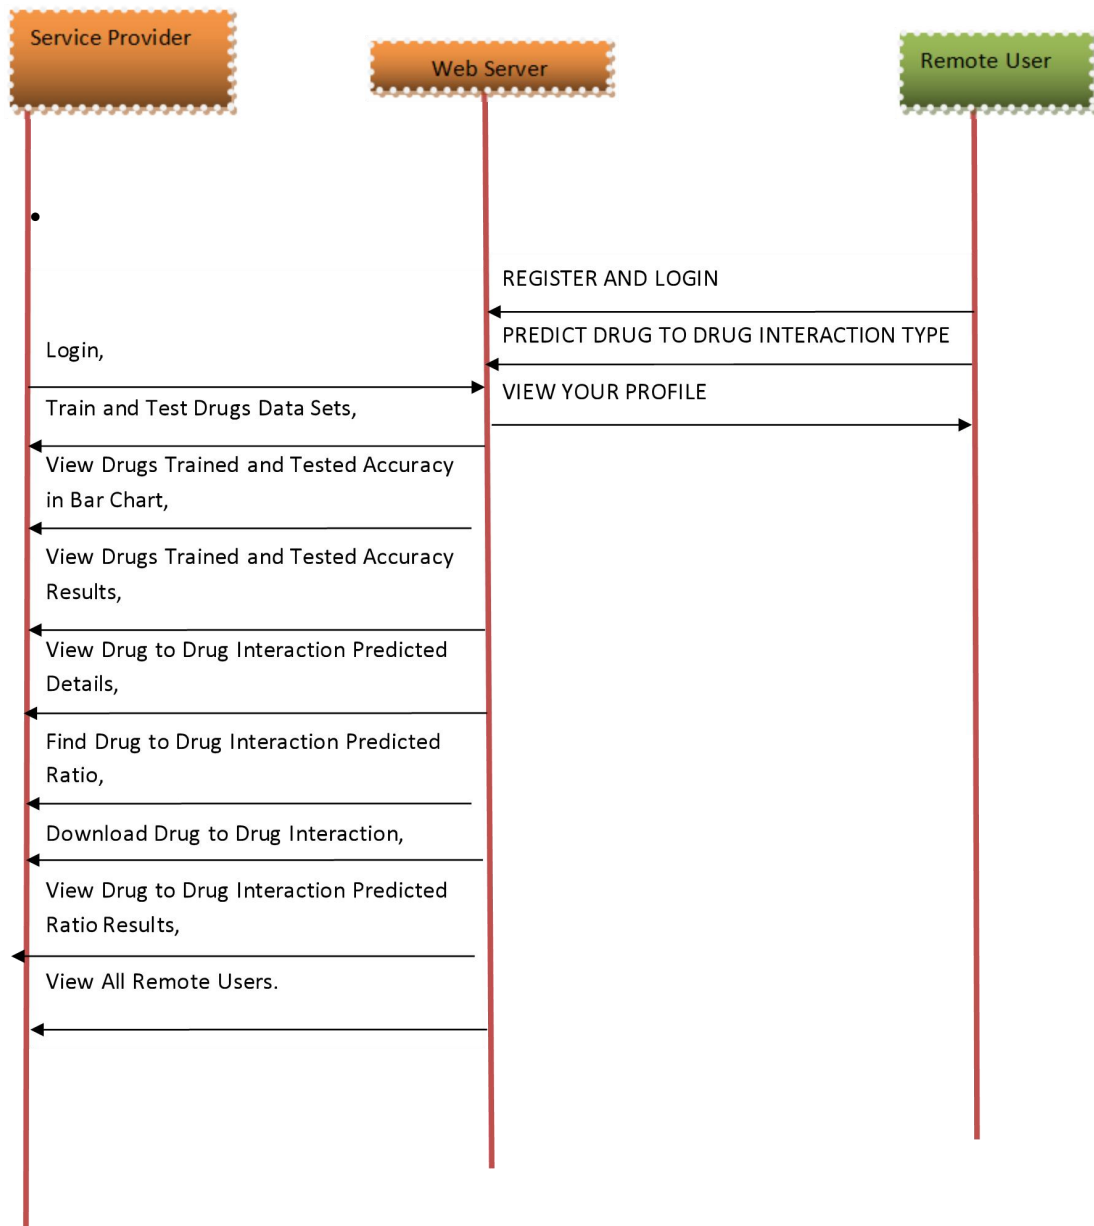 Service Provider
Web Server
Remote User
REGISTER AND LOGIN
PREDICT DRUG TO DRUG INTERACTION TYPE
VIEW YOUR PROFILE
Login,
Train and Test Drugs Data Sets,
View Drugs Trained and Tested Accuracy
in Bar Chart,
View Drugs Trained and Tested Accuracy
Results,
View Drug to Drug Interaction Predicted
Details,
Find Drug to Drug Interaction Predicted
Ratio,
Download Drug to Drug Interaction,
View Drug to Drug Interaction Predicted
Ratio Results,
View All Remote Users.